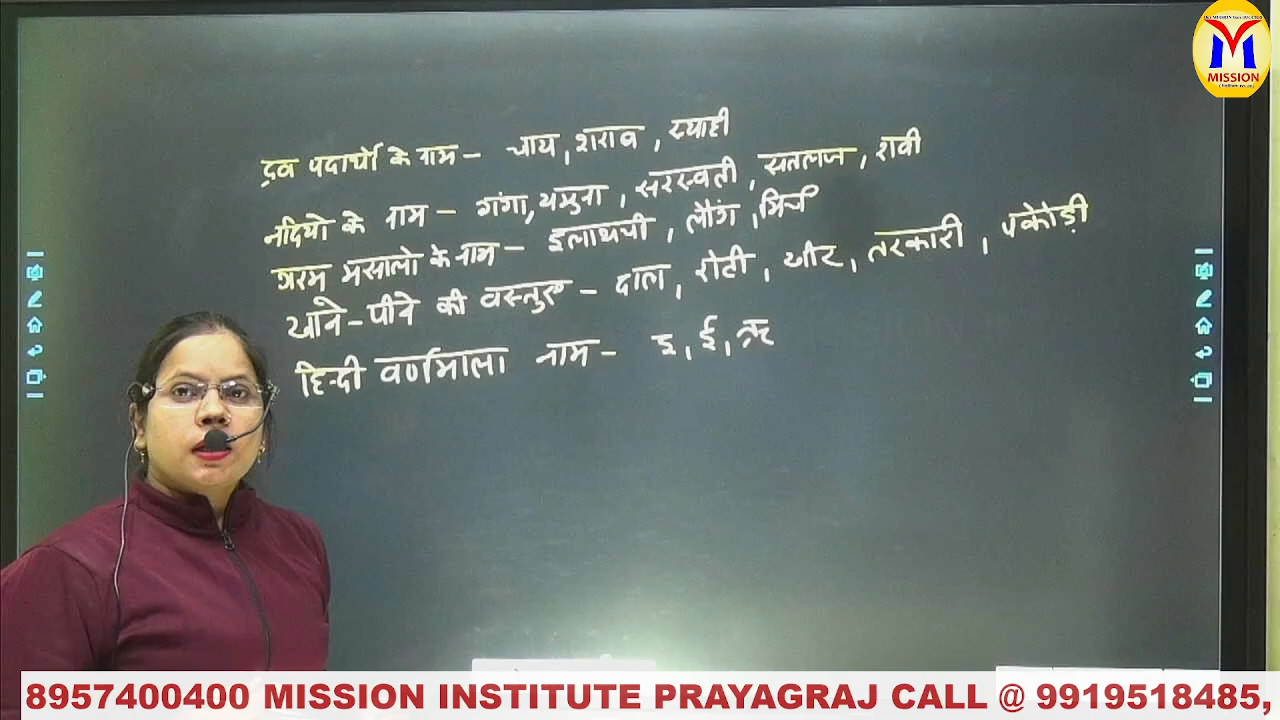 MISSION
द्रव पदार्थो के नाम - चाय, शराब, स्याही
नदियो के नाम - गंगा, यमुना, सरस्वती, सतलज, रावी
गरम मसालो के नाम - इलायची, लौंग, मिर्च
खाने-पीने की वस्तुए - दाल, रोटी, खीर, तरकारी, पकौड़ी
हिन्दी वर्णमाला नाम - इ, ई, ऋ
8957400400 MISSION INSTITUTE PRAYAGRAJ CALL @ 9919518485,